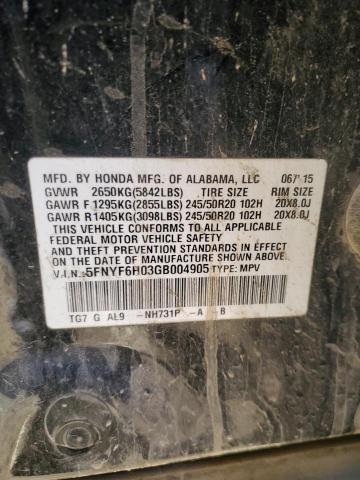 MFD. BY HONDA MFG. OF ALABAMA, LLC 06/'15
GVWR 2650KG(5842LBS) TIRE SIZE RIM SIZE
GAWR F 1295KG(2855LBS) 245/50R20 102H 20X8.0J
GAWR R 1405KG(3098LBS) 245/50R20 102H 20X8.0J
THIS VEHICLE CONFORMS TO ALL APPLICABLE
FEDERAL MOTOR VEHICLE SAFETY
AND THEFT PREVENTION STANDARDS IN EFFECT
ON THE DATE OF MANUFACTURE SHOWN ABOVE.
V.I.N.: 5FNYF6H03GB004905 TYPE: MPV
TG7 G AL9 -NH731P -A -B